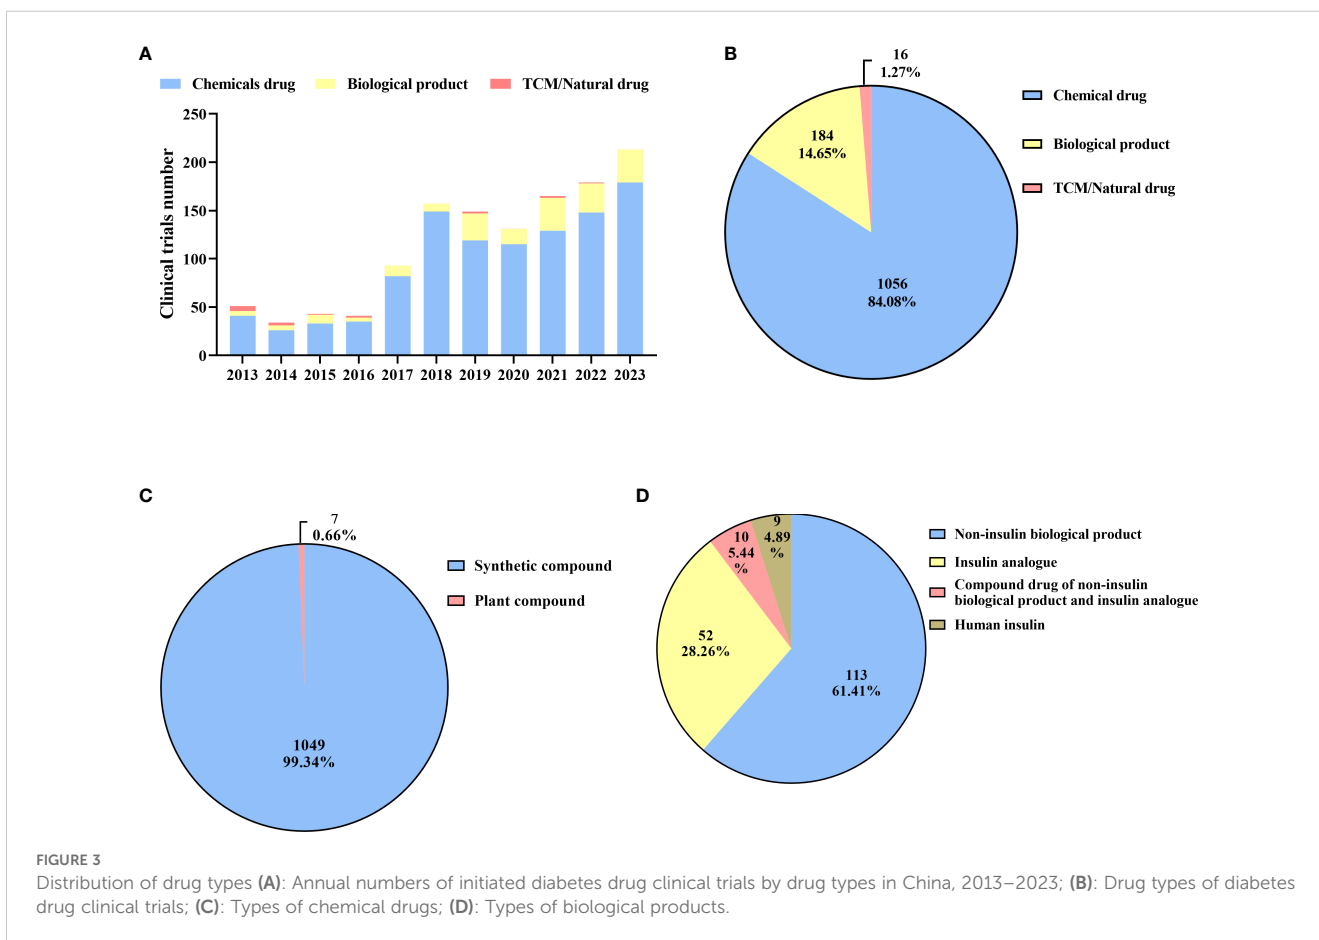 A
Chemicals drug
Biological product
TCM/Natural drug
Clinical trials number
250
200
150
100
50
0
2013 2014 2015 2016 2017 2018 2019 2020 2021 2022 2023
B
16
1.27%
184
14.65%
1056
84.08%
Chemical drug
Biological product
TCM/Natural drug
C
7
0.66%
1049
99.34%
Synthetic compound
Plant compound
D
9
4.89
%
10
5.44
%
52
28.26%
113
61.41%
Non-insulin biological product
Insulin analogue
Compound drug of non-insulin
biological product and insulin analogue
Human insulin
FIGURE 3
Distribution of drug types (A): Annual numbers of initiated diabetes drug clinical trials by drug types in China, 2013–2023; (B): Drug types of diabetes
drug clinical trials; (C): Types of chemical drugs; (D): Types of biological products.